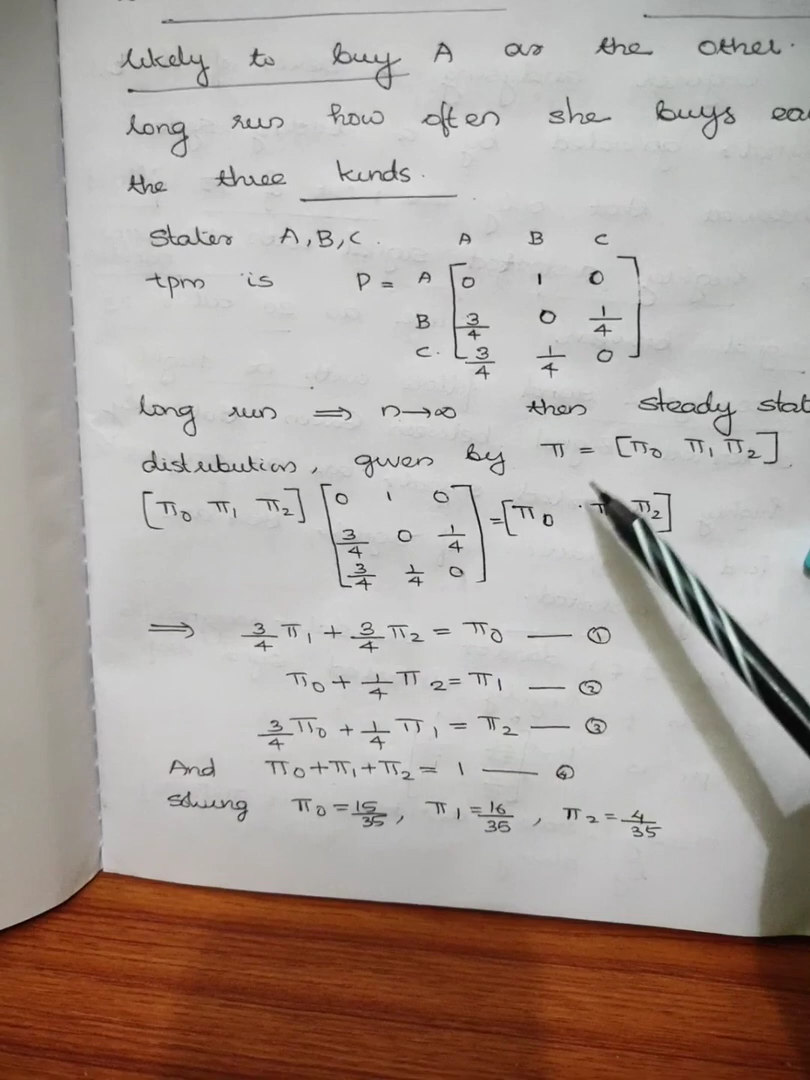 likely to buy A as the other.
long run how often she buys ea
the three kinds.
States A, B, C.
A B C
tpm is P = A [0 1 0
B 3/4 0 1/4
C. 3/4 1/4 0]
long run ⇒ n→∞ then steady stat
distribution, given by π = [π0 π1 π2]
[π0 π1 π2] [0 1 0
3/4 0 1/4
3/4 1/4 0] = [π0 π2]
⇒ 3/4 π1 + 3/4 π2 = π0 — ①
π0 + 1/4 π2 = π1 — ②
3/4 π0 + 1/4 π1 = π2 — ③
And π0 + π1 + π2 = 1 — ④
Solving π0 = 15/35, π1 = 16/35, π2 = 4/35